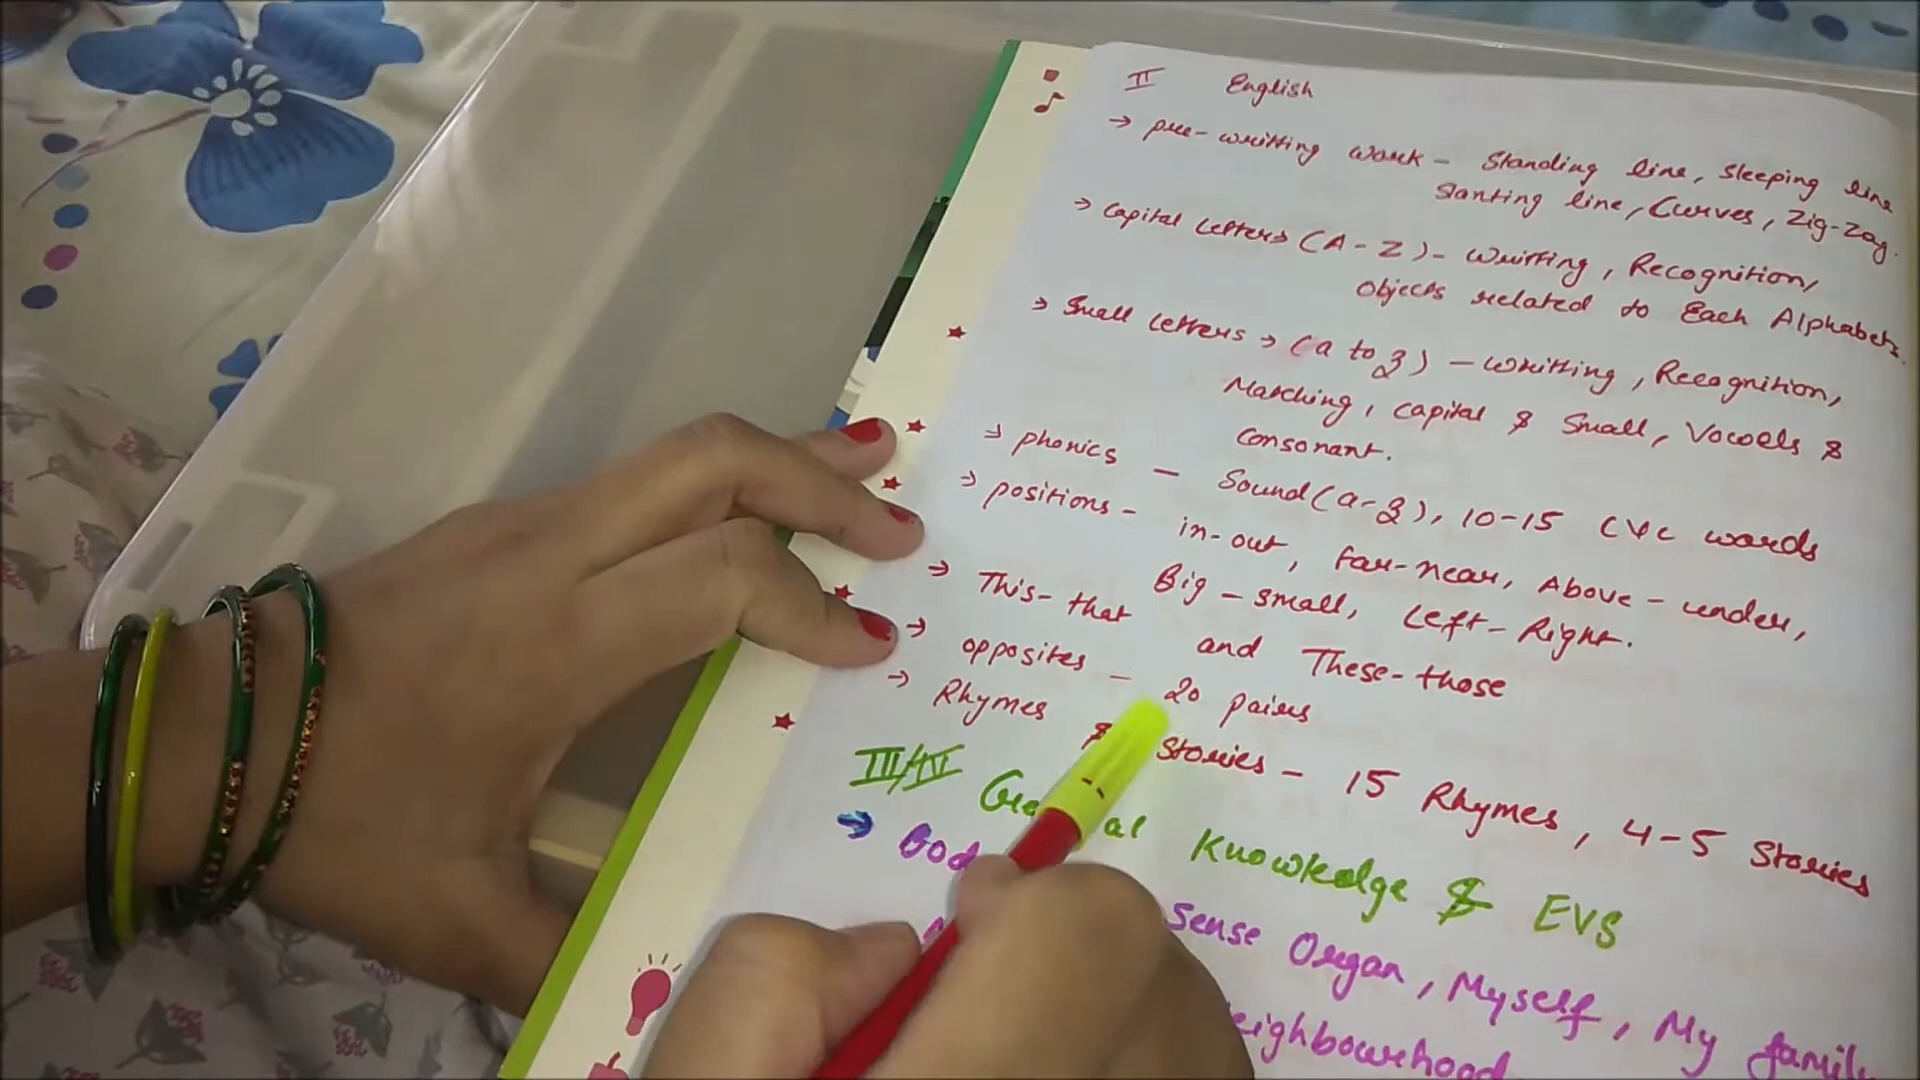 II English
→ pre-writting work - Standing line, Sleeping line
Slanting line, Curves, Zig-Zag.
→ Capital Letters (A-Z)- Writting, Recognition,
Objects related to Each Alphabets.
→ Small Letters → (a to z) - writting, Recognition,
Matching, Capital & Small, Vowels &
Consonant.
→ phonics - Sound (a-z), 10-15 CVC words
→ positions - in-out, Far-near, Above - under,
Big - small, Left-Right.
→ This- that and These-those
→ opposites - 20 pairs
→ Rhymes & Stories - 15 Rhymes, 4-5 Stories
III/IV Knowledge & EVS
→ Sense Organ, Myself, My family